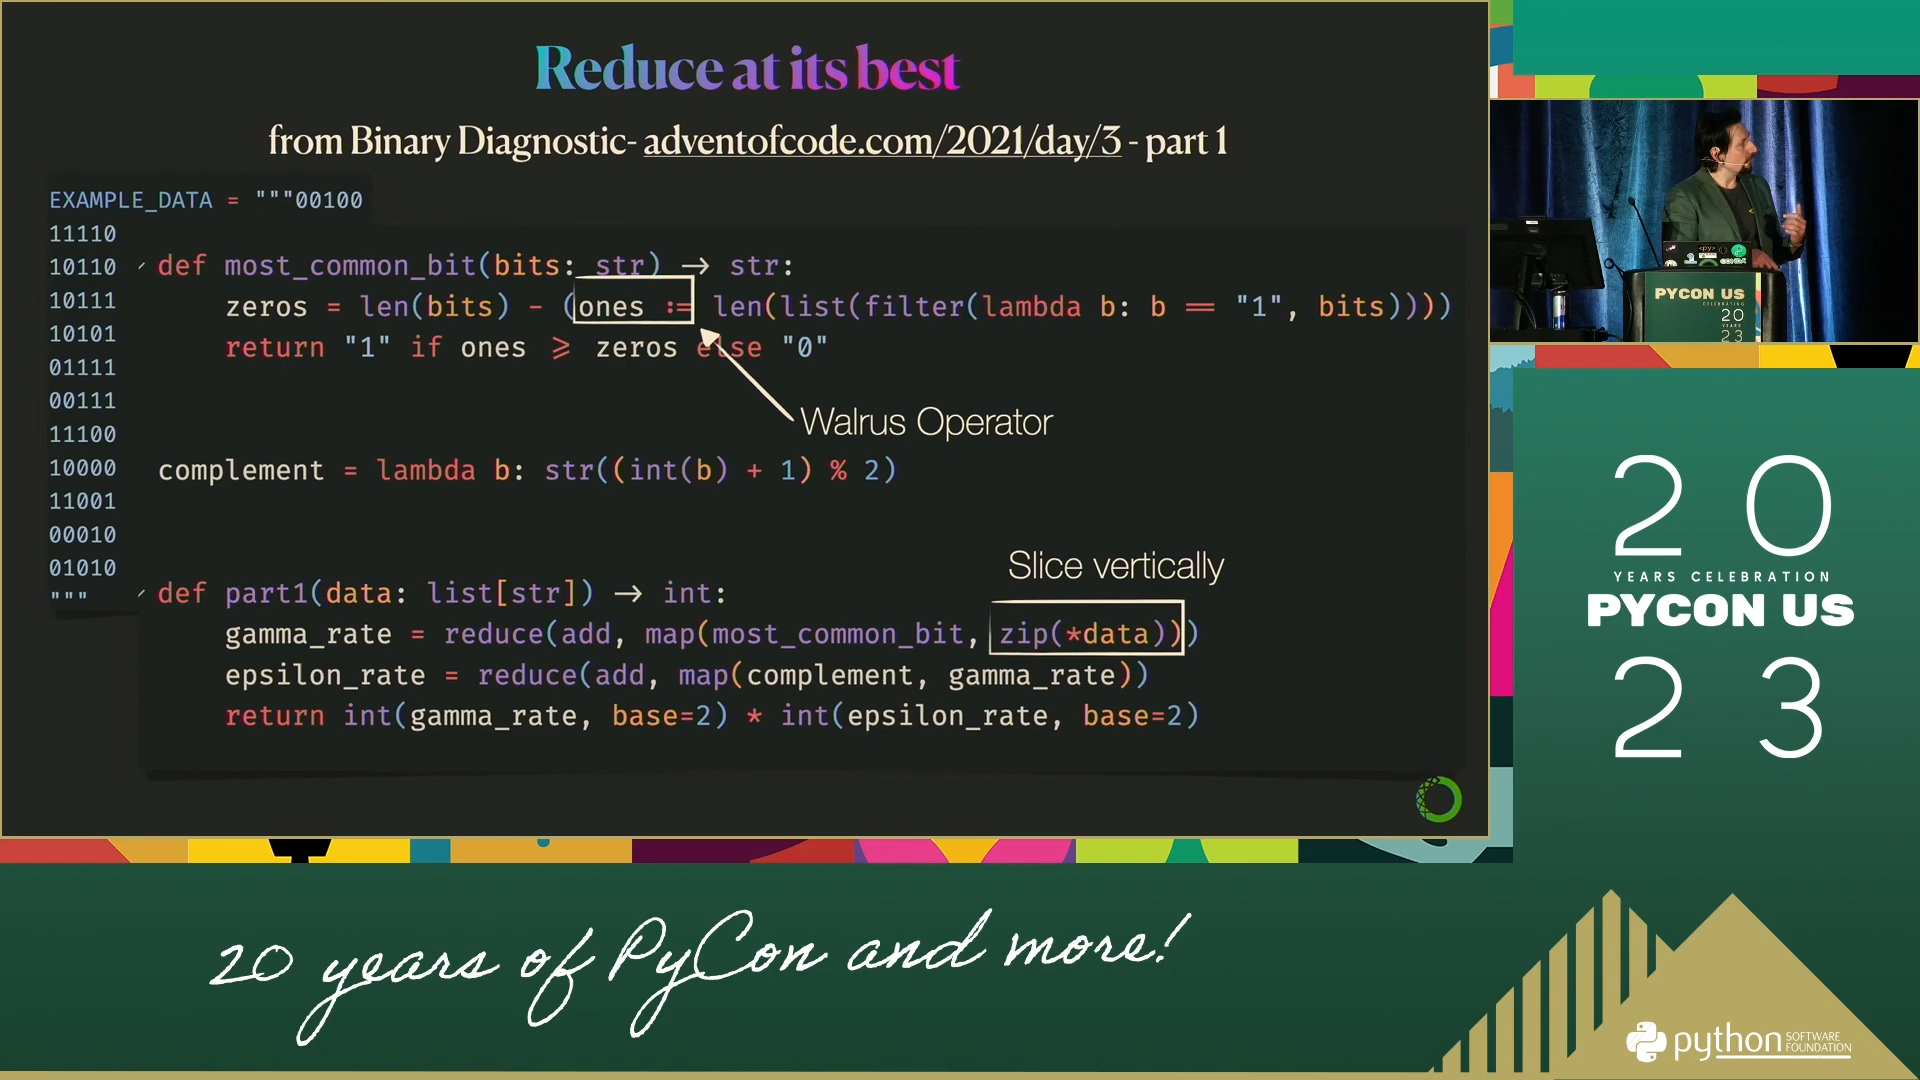 Reduce at its best
from Binary Diagnostic- adventofcode.com/2021/day/3 - part 1
EXAMPLE_DATA = """00100
11110
10110
10111
10101
01111
00111
11100
10000
11001
00010
01010
"""
def most_common_bit(bits: str) → str:
zeros = len(bits) - (ones := len(list(filter(lambda b: b == "1", bits))))
return "1" if ones ⩾ zeros else "0"
Walrus Operator
complement = lambda b: str((int(b) + 1) % 2)
Slice vertically
def part1(data: list[str]) → int:
gamma_rate = reduce(add, map(most_common_bit, zip(*data)))
epsilon_rate = reduce(add, map(complement, gamma_rate))
return int(gamma_rate, base=2) * int(epsilon_rate, base=2)
PYCON US
CELEBRATING
20
YEARS
23
20
YEARS CELEBRATION
PYCON US
23
20 years of PyCon and more!
python SOFTWARE
FOUNDATION